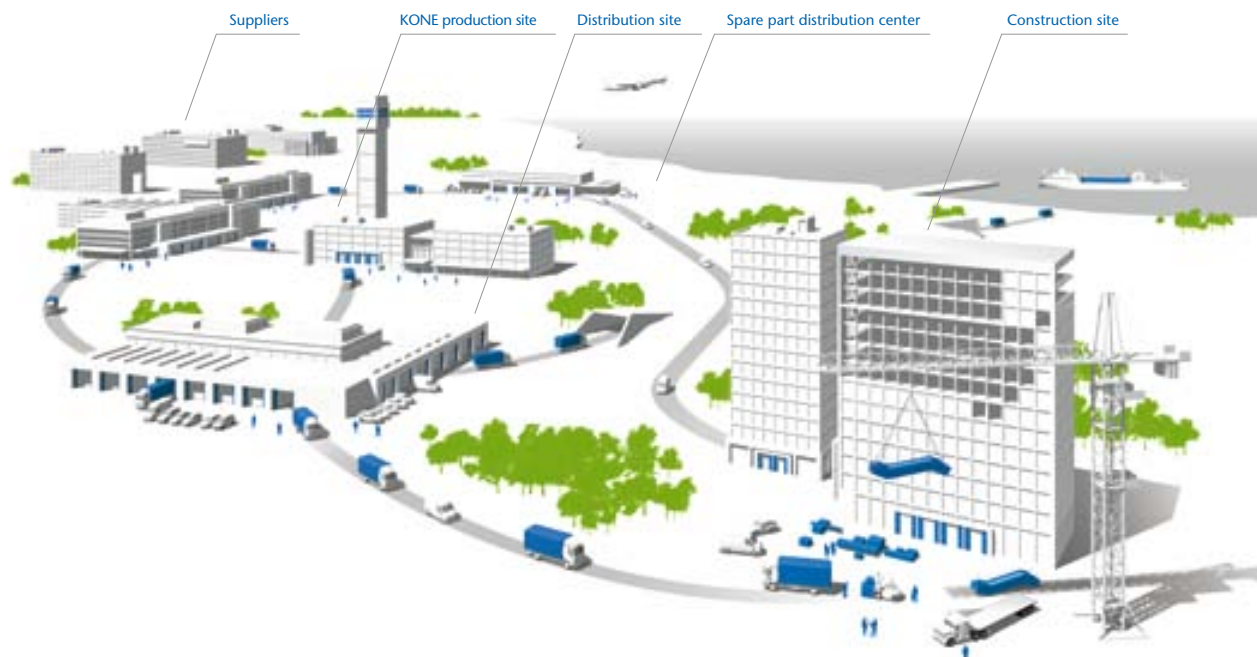 Suppliers
KONE production site
Distribution site
Spare part distribution center
Construction site